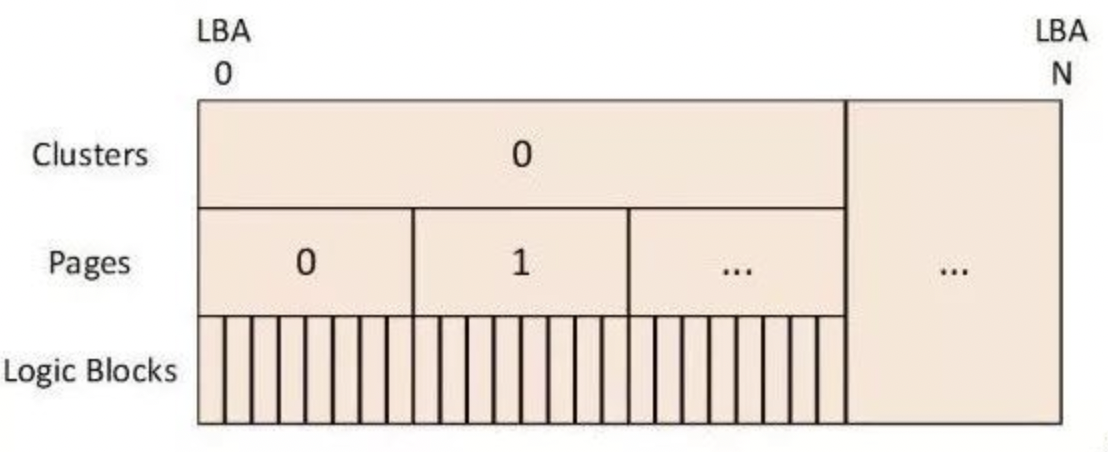 LBA
0
LBA
N
Clusters
0
Pages
0
1
...
...
Logic Blocks